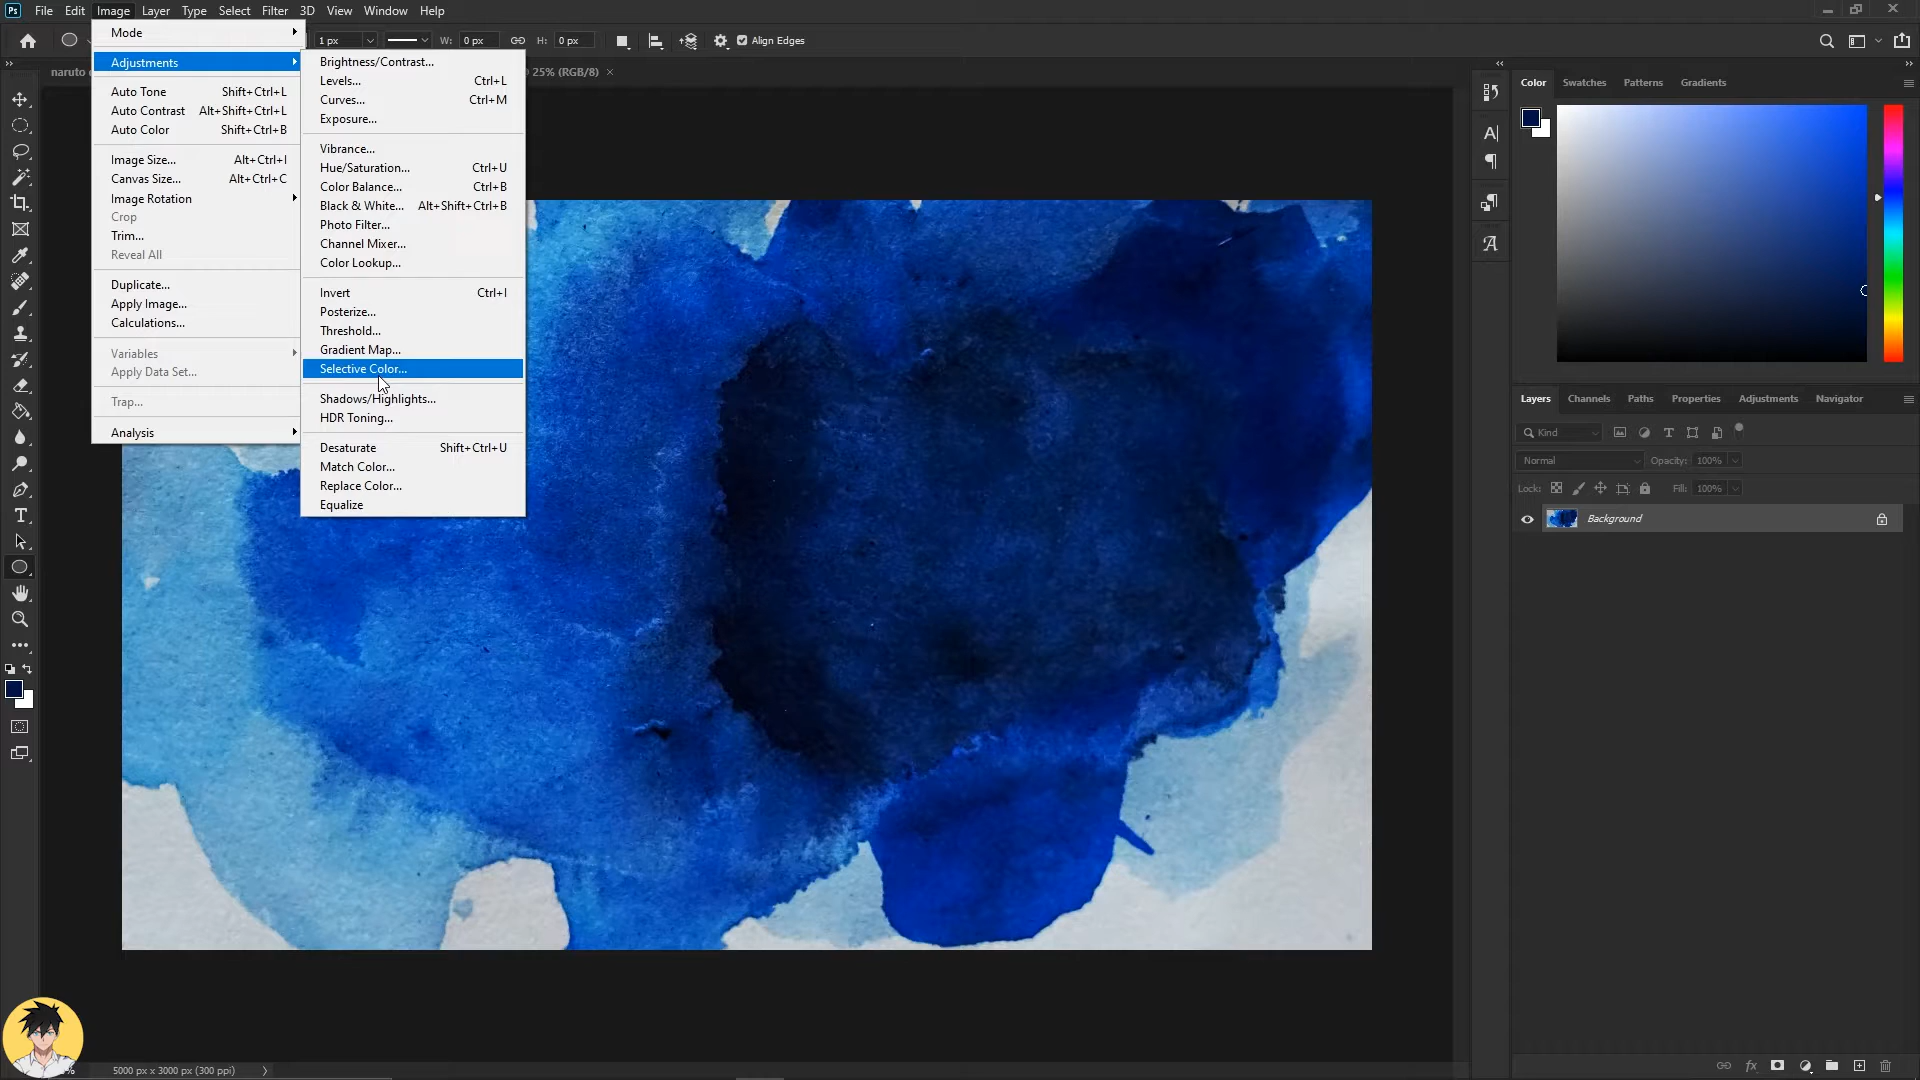 Ps File Edit Image Layer Type Select Filter 3D View Window Help
1 px W: 0 px H: 0 px Align Edges
naruto
25% (RGB/8) ×
Mode
Adjustments
Auto Tone Shift+Ctrl+L
Auto Contrast Alt+Shift+Ctrl+L
Auto Color Shift+Ctrl+B
Image Size... Alt+Ctrl+I
Canvas Size... Alt+Ctrl+C
Image Rotation
Crop
Trim...
Reveal All
Duplicate...
Apply Image...
Calculations...
Variables
Apply Data Set...
Trap...
Analysis
Brightness/Contrast...
Levels... Ctrl+L
Curves... Ctrl+M
Exposure...
Vibrance...
Hue/Saturation... Ctrl+U
Color Balance... Ctrl+B
Black & White... Alt+Shift+Ctrl+B
Photo Filter...
Channel Mixer...
Color Lookup...
Invert Ctrl+I
Posterize...
Threshold...
Gradient Map...
Selective Color...
Shadows/Highlights...
HDR Toning...
Desaturate Shift+Ctrl+U
Match Color...
Replace Color...
Equalize
Color Swatches Patterns Gradients
Layers Channels Paths Properties Adjustments Navigator
Kind
Normal Opacity: 100%
Lock: Fill: 100%
Background
5000 px x 3000 px (300 ppi)